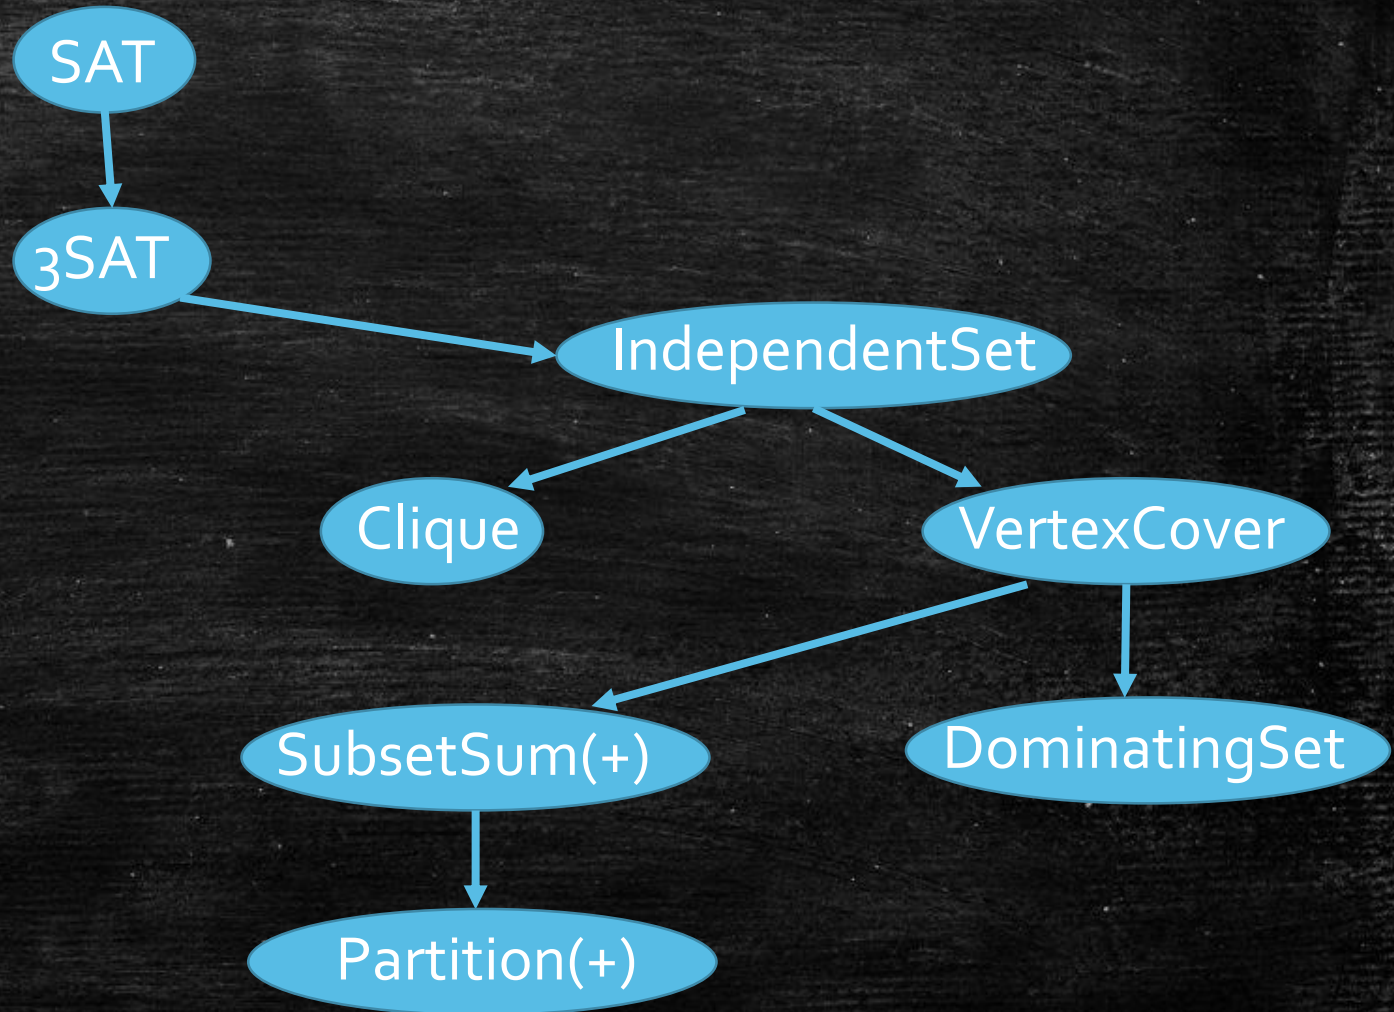 SAT
3SAT
IndependentSet
Clique
VertexCover
SubsetSum(+)
DominatingSet
Partition(+)